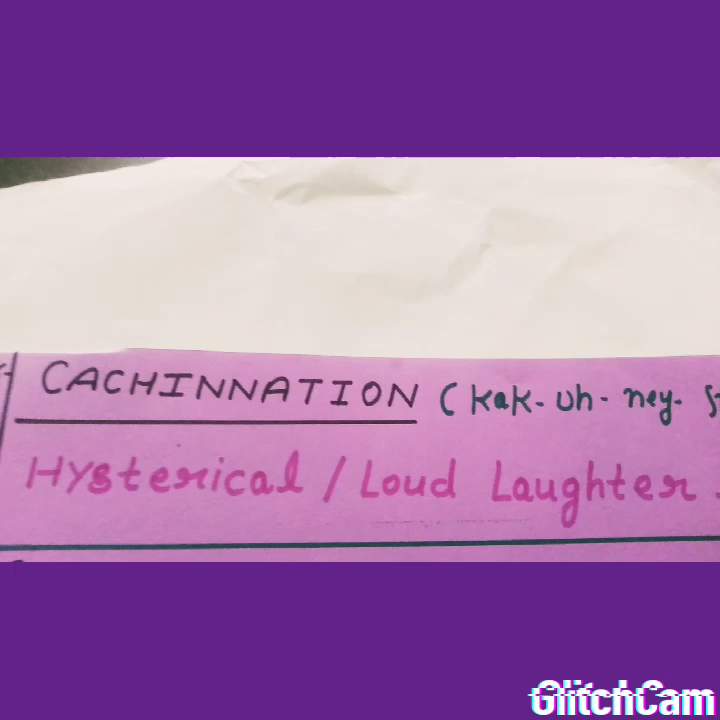 CACHINNATION (kak-uh-ney-
Hysterical / Loud Laughter.
GlitchCam